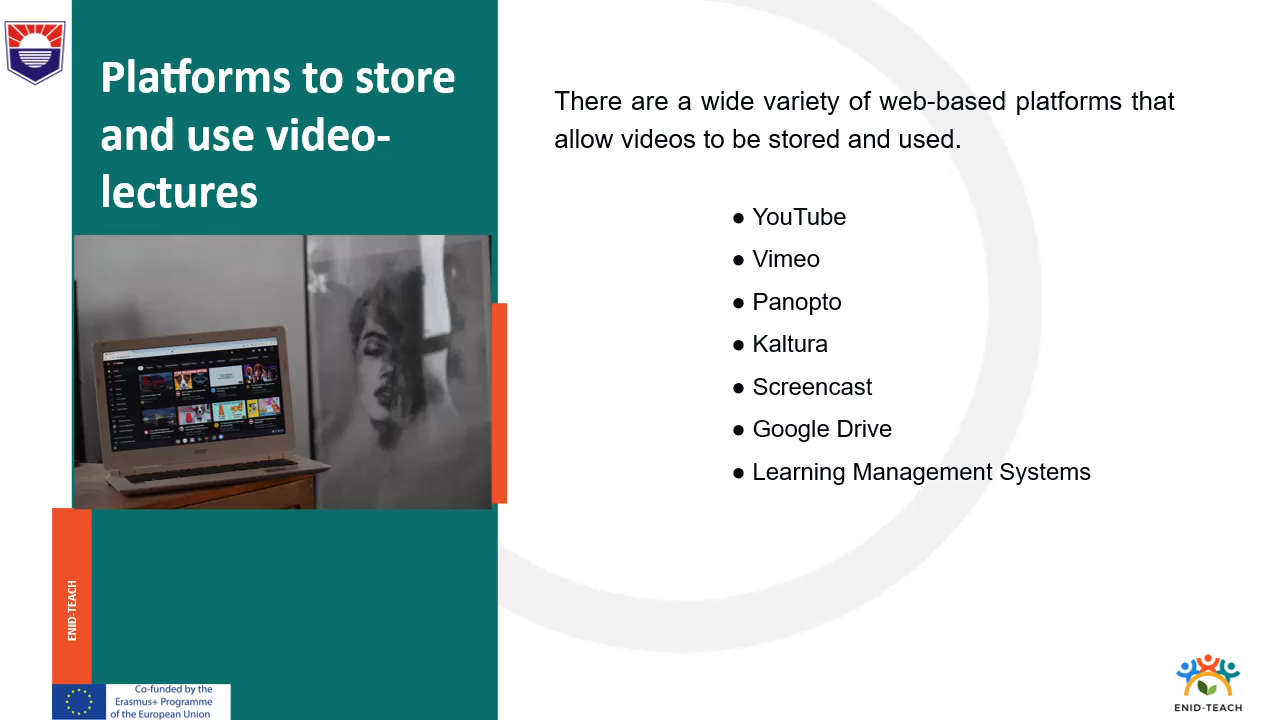 Platforms to store
and use video-
lectures
There are a wide variety of web-based platforms that
allow videos to be stored and used.
● YouTube
● Vimeo
● Panopto
● Kaltura
● Screencast
● Google Drive
● Learning Management Systems
ENID-TEACH
Co-funded by the
Erasmus+ Programme
of the European Union
ENID-TEACH